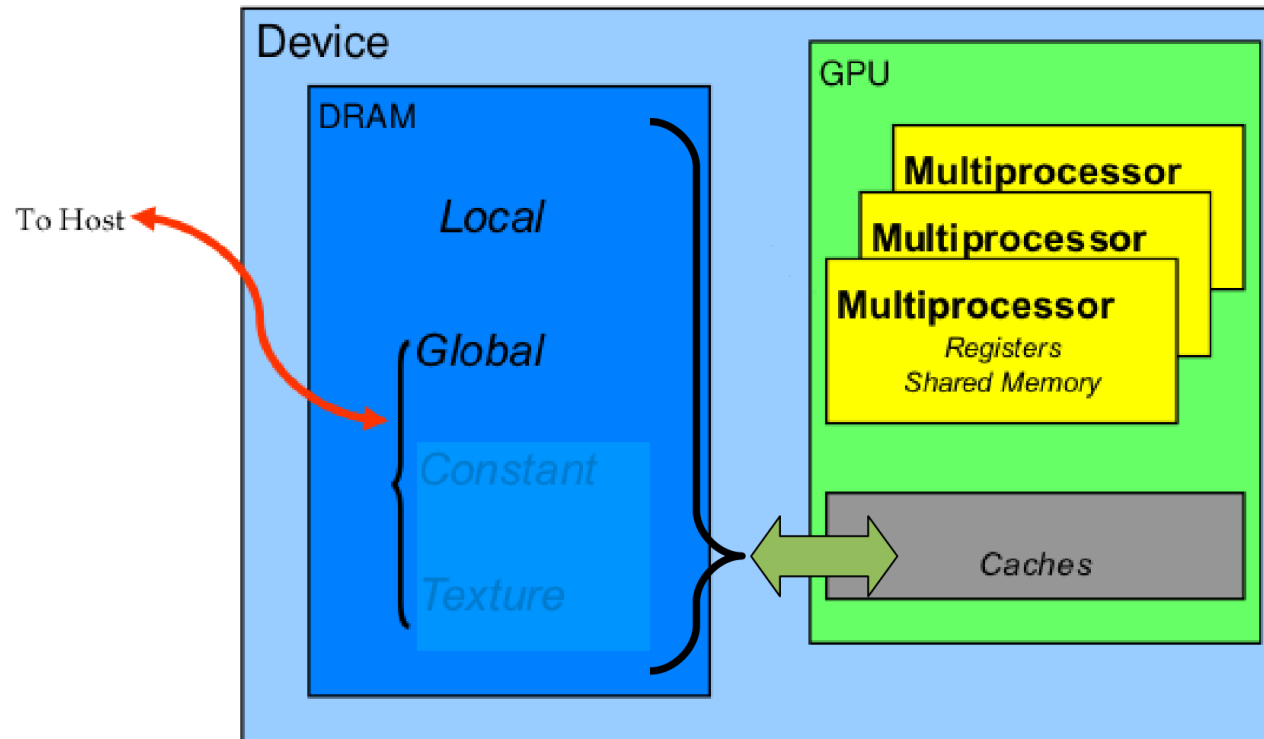 Device
DRAM
Local
Global
Constant
Texture
To Host
GPU
Multiprocessor
Multiprocessor
Multiprocessor
Registers
Shared Memory
Caches